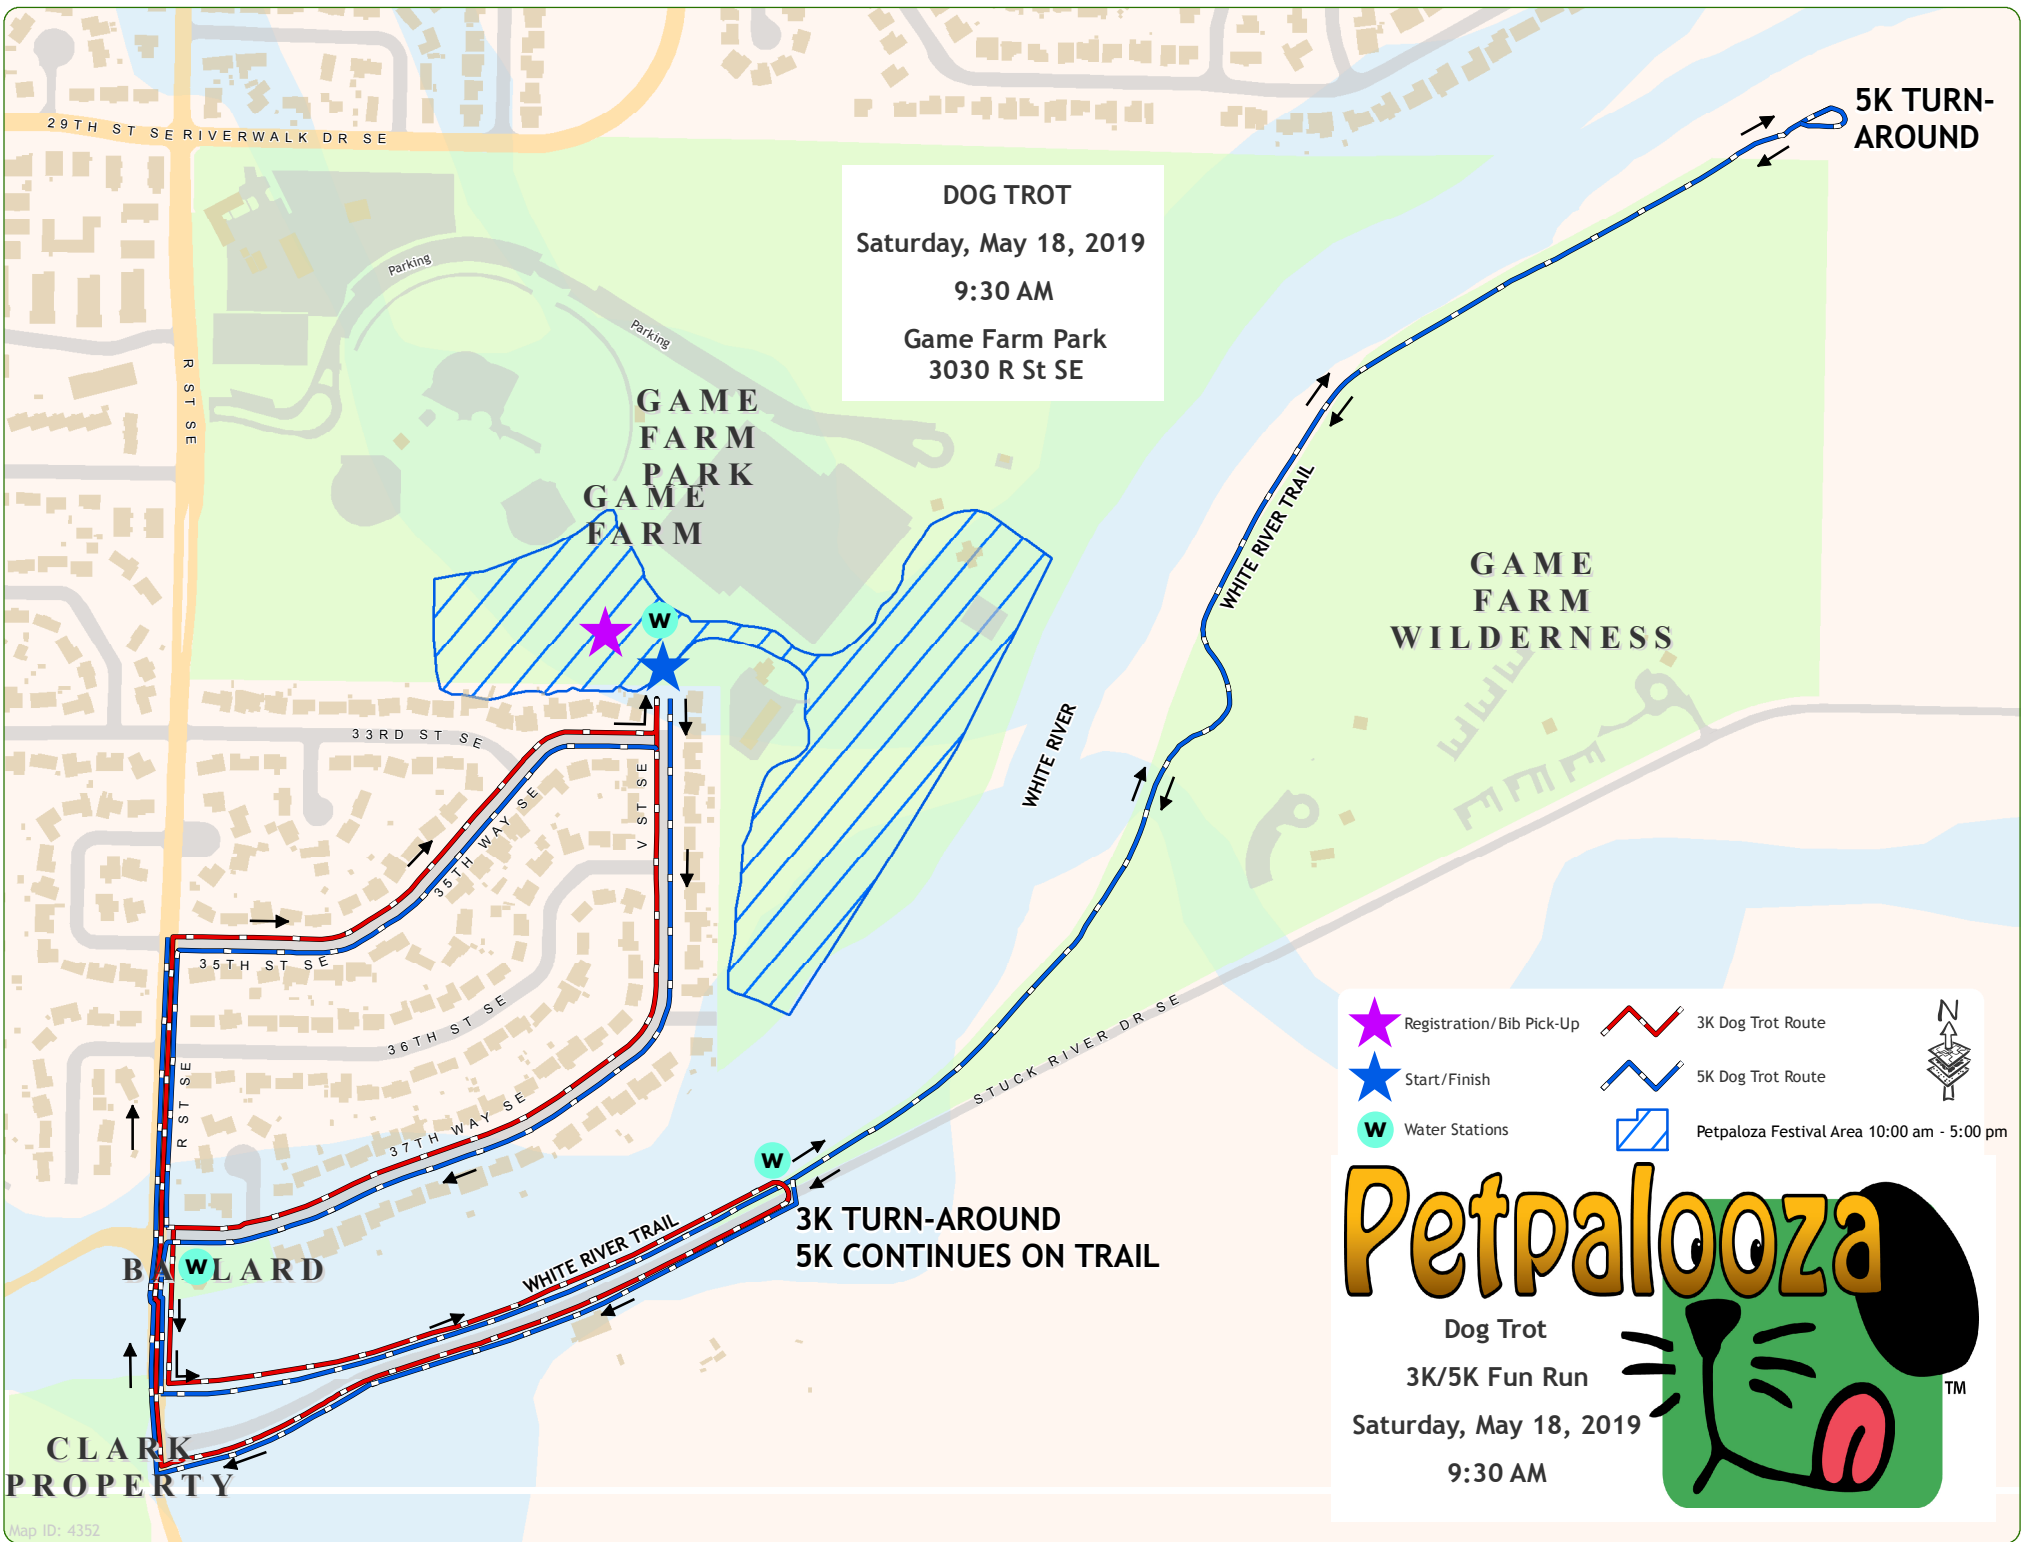 29TH ST SE
RIVERWALK DR SE
5K TURN-
AROUND
DOG TROT
Saturday, May 18, 2019
9:30 AM
Game Farm Park
3030 R St SE
Parking
Parking
R ST SE
GAME
FARM
PARK
GAME
FARM
WHITE RIVER TRAIL
GAME
FARM
WILDERNESS
W
WHITE RIVER
33RD ST SE
V ST SE
35TH WAY SE
35TH ST SE
36TH ST SE
R ST SE
37TH WAY SE
STUCK RIVER DR SE
W
3K TURN-AROUND
5K CONTINUES ON TRAIL
WHITE RIVER TRAIL
W
CLARK
PROPERTY
Map ID: 4352
Registration/Bib Pick-Up
3K Dog Trot Route
N
Start/Finish
5K Dog Trot Route
W
Water Stations
Petpaloza Festival Area 10:00 am - 5:00 pm
Petpalooza
TM
Dog Trot
3K/5K Fun Run
Saturday, May 18, 2019
9:30 AM